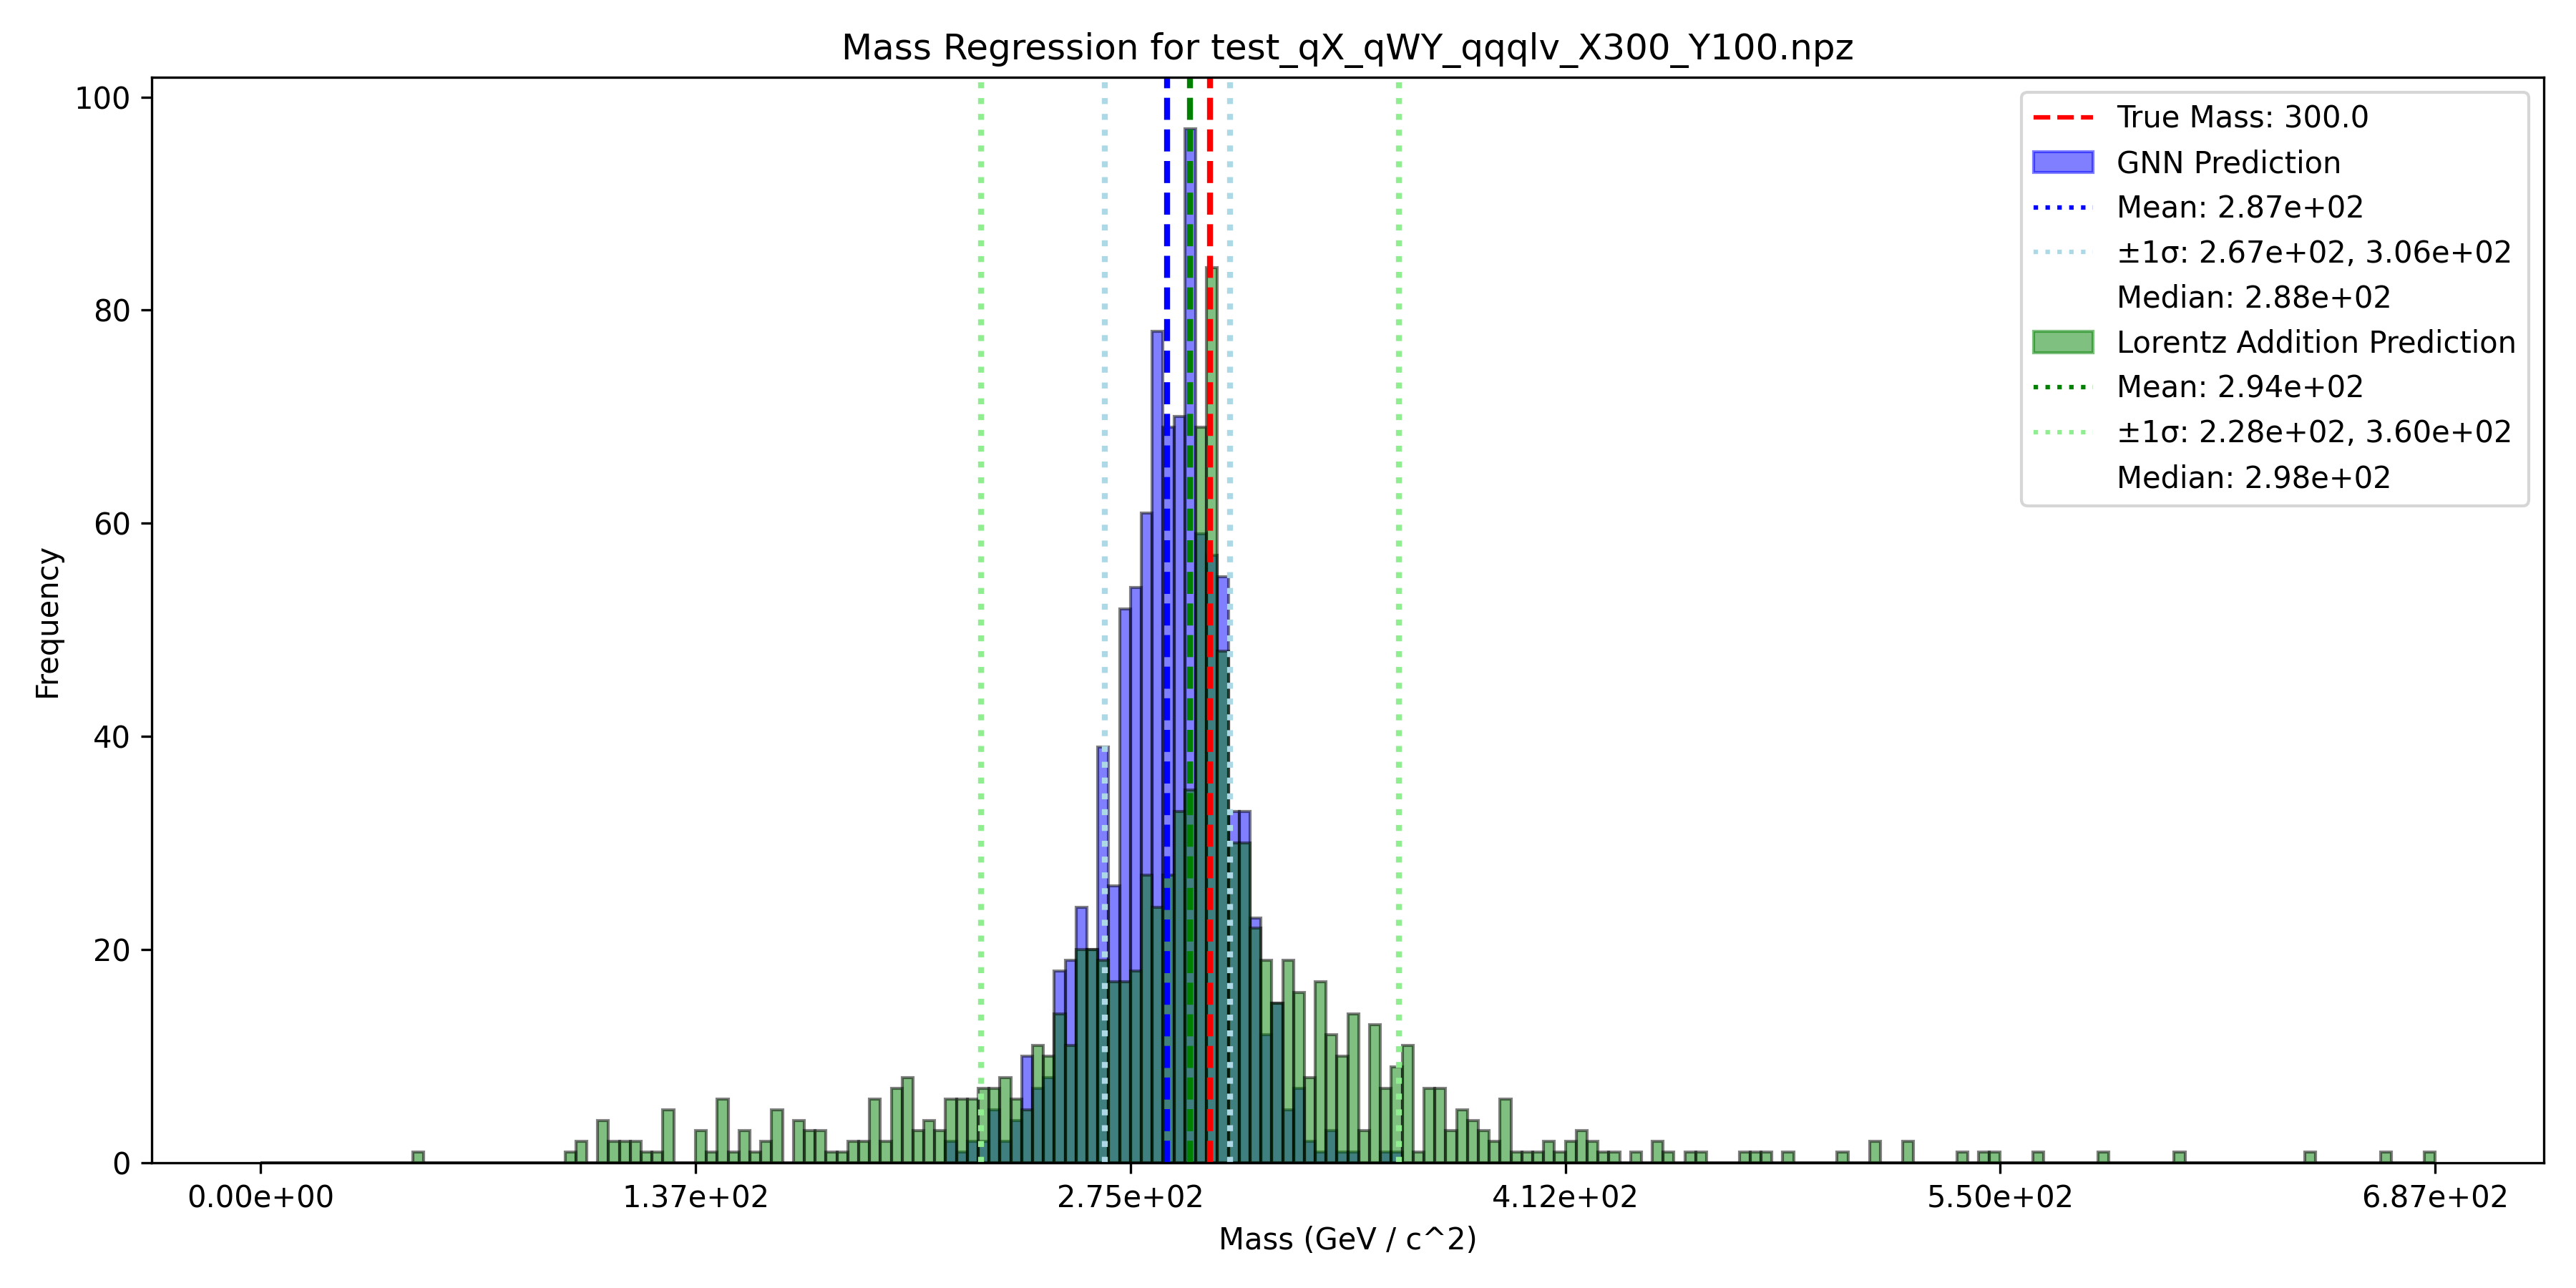 Mass Regression for test_qX_qWY_qqqlv_X300_Y100.npz
100
80
60
40
20
0
Frequency
True Mass: 300.0
GNN Prediction
Mean: 2.87e+02
±1σ: 2.67e+02, 3.06e+02
Median: 2.88e+02
Lorentz Addition Prediction
Mean: 2.94e+02
±1σ: 2.28e+02, 3.60e+02
Median: 2.98e+02
0.00e+00 1.37e+02 2.75e+02 4.12e+02 5.50e+02 6.87e+02
Mass (GeV / c^2)